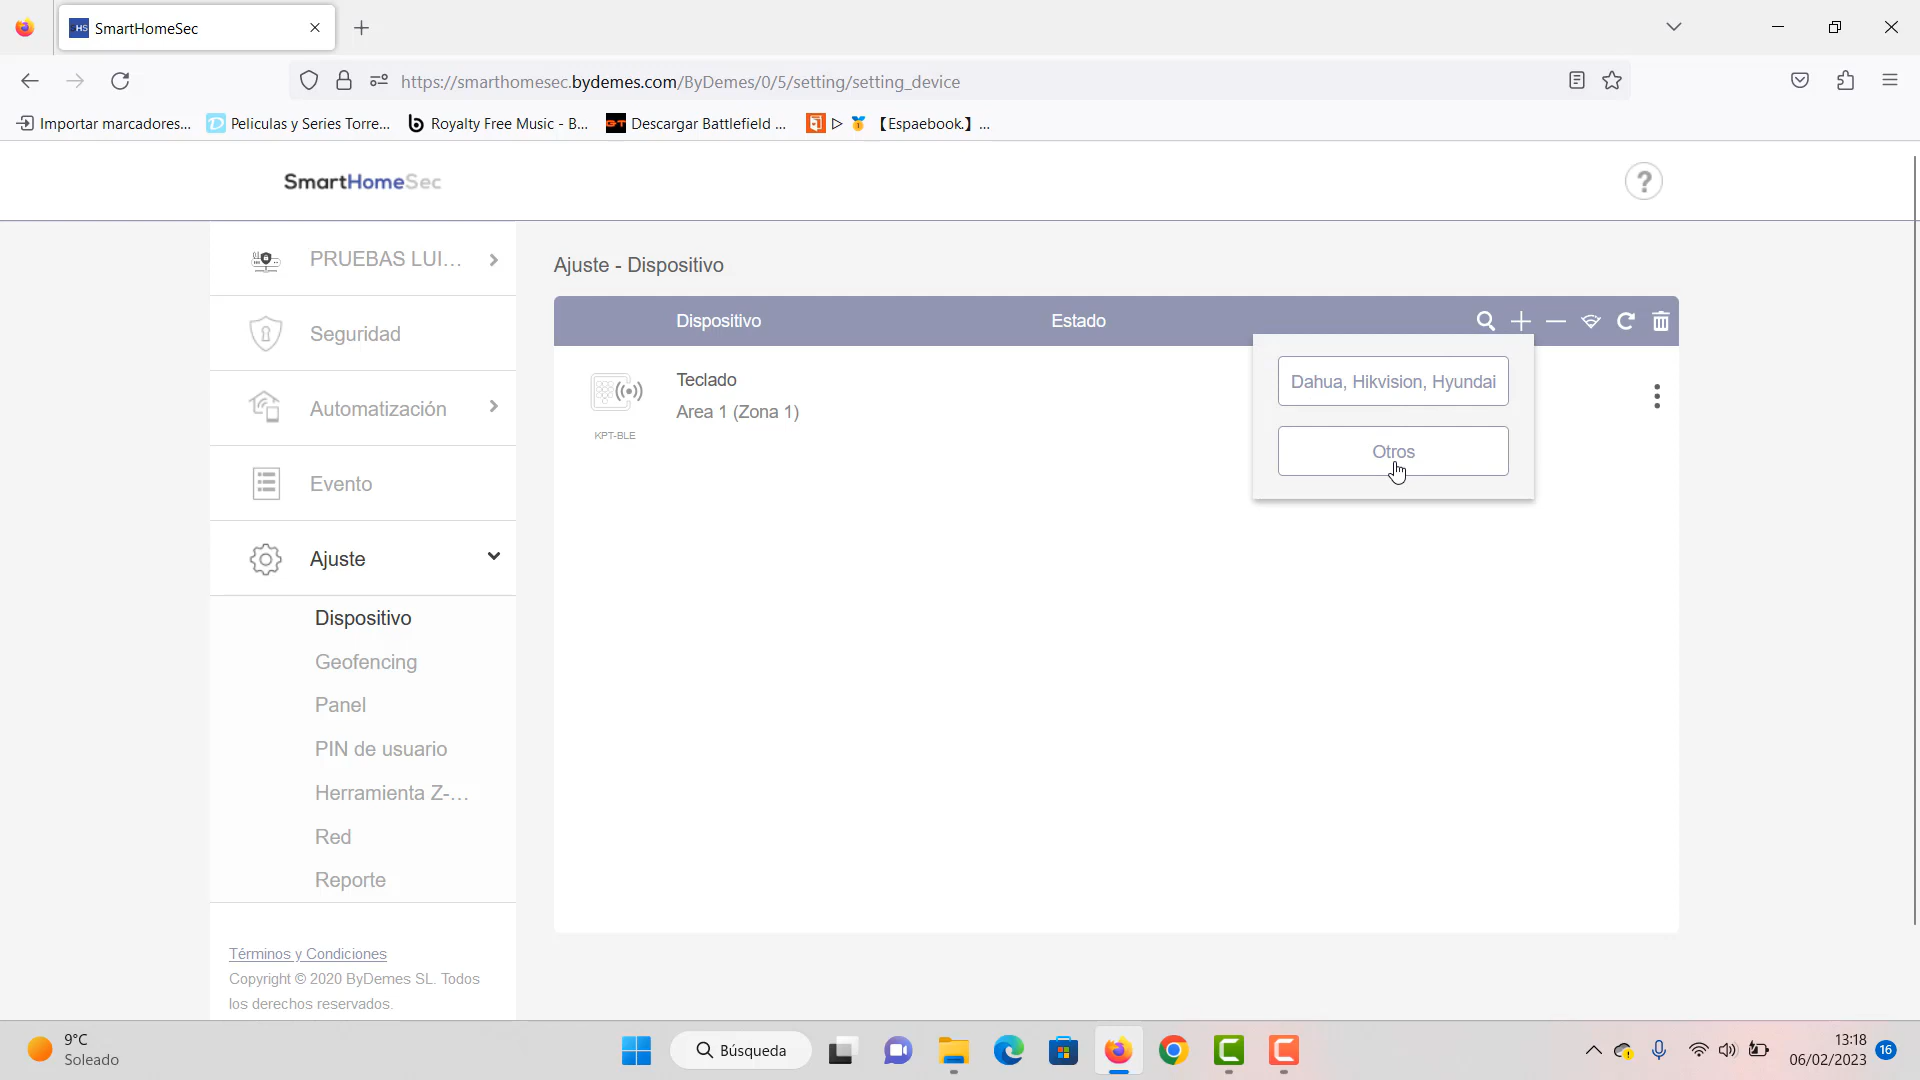 HS SmartHomeSec
https://smarthomesec.bydemes.com/ByDemes/0/5/setting/setting_device
Importar marcadores... Peliculas y Series Torre... Royalty Free Music - B... GT Descargar Battlefield ... 【Espaebook.】 ...
SmartHomeSec
?
PRUEBAS LUI...
Seguridad
Automatización
Evento
Ajuste
Dispositivo
Geofencing
Panel
PIN de usuario
Herramienta Z-...
Red
Reporte
Términos y Condiciones
Copyright © 2020 ByDemes SL. Todos
los derechos reservados.
Ajuste - Dispositivo
Dispositivo Estado
Teclado
Area 1 (Zona 1)
KPT-BLE
Dahua, Hikvision, Hyundai
Otros
9°C
Soleado
Búsqueda
13:18
06/02/2023
16